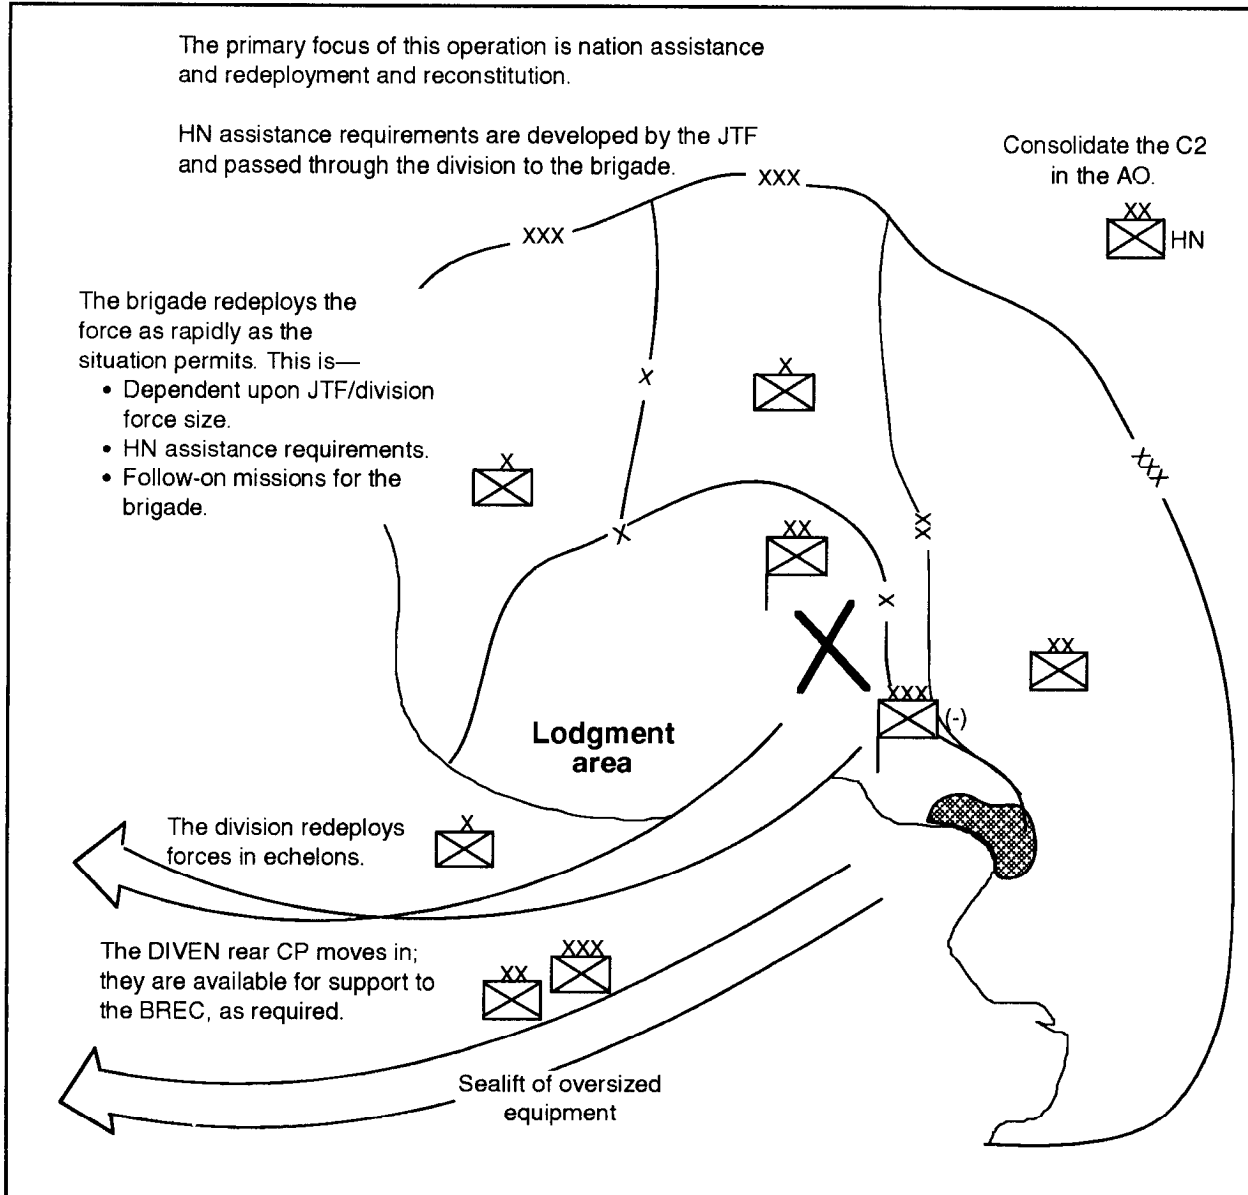 The primary focus of this operation is nation assistance
and redeployment and reconstitution.
HN assistance requirements are developed by the JTF
and passed through the division to the brigade.
Consolidate the C2
in the AO.
XX
HN
XXX
XXX
The brigade redeploys the
force as rapidly as the
situation permits. This is—
• Dependent upon JTF/division
force size.
• HN assistance requirements.
• Follow-on missions for the
brigade.
X
X
X
XXX
X
XX
XX
X
XX
XXX
(-)
Lodgment
area
The division redeploys
forces in echelons.
X
The DIVEN rear CP moves in;
they are available for support to
the BREC, as required.
XX
XXX
Sealift of oversized
equipment